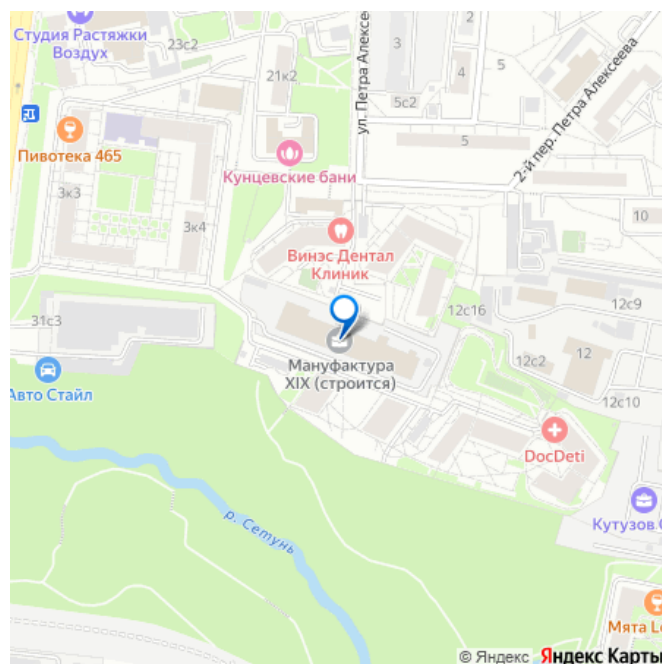 Студия Растяжки
Воздух
23с2
21к2
ул. Петра Алексе
3
2
4
5с2
2-й пер. Петра Алексеева
5
Пивотека 465
Кунцевские бани
3к3
3к4
10
Винэс Дентал
Клиник
31с3
12с16
12с9
Мануфактура
XIX (строится)
12с2
12
12с10
Авто Стайл
DocDeti
Кутузов
р. Сетунь
Мята Lo
© Яндекс Яндекс Карты